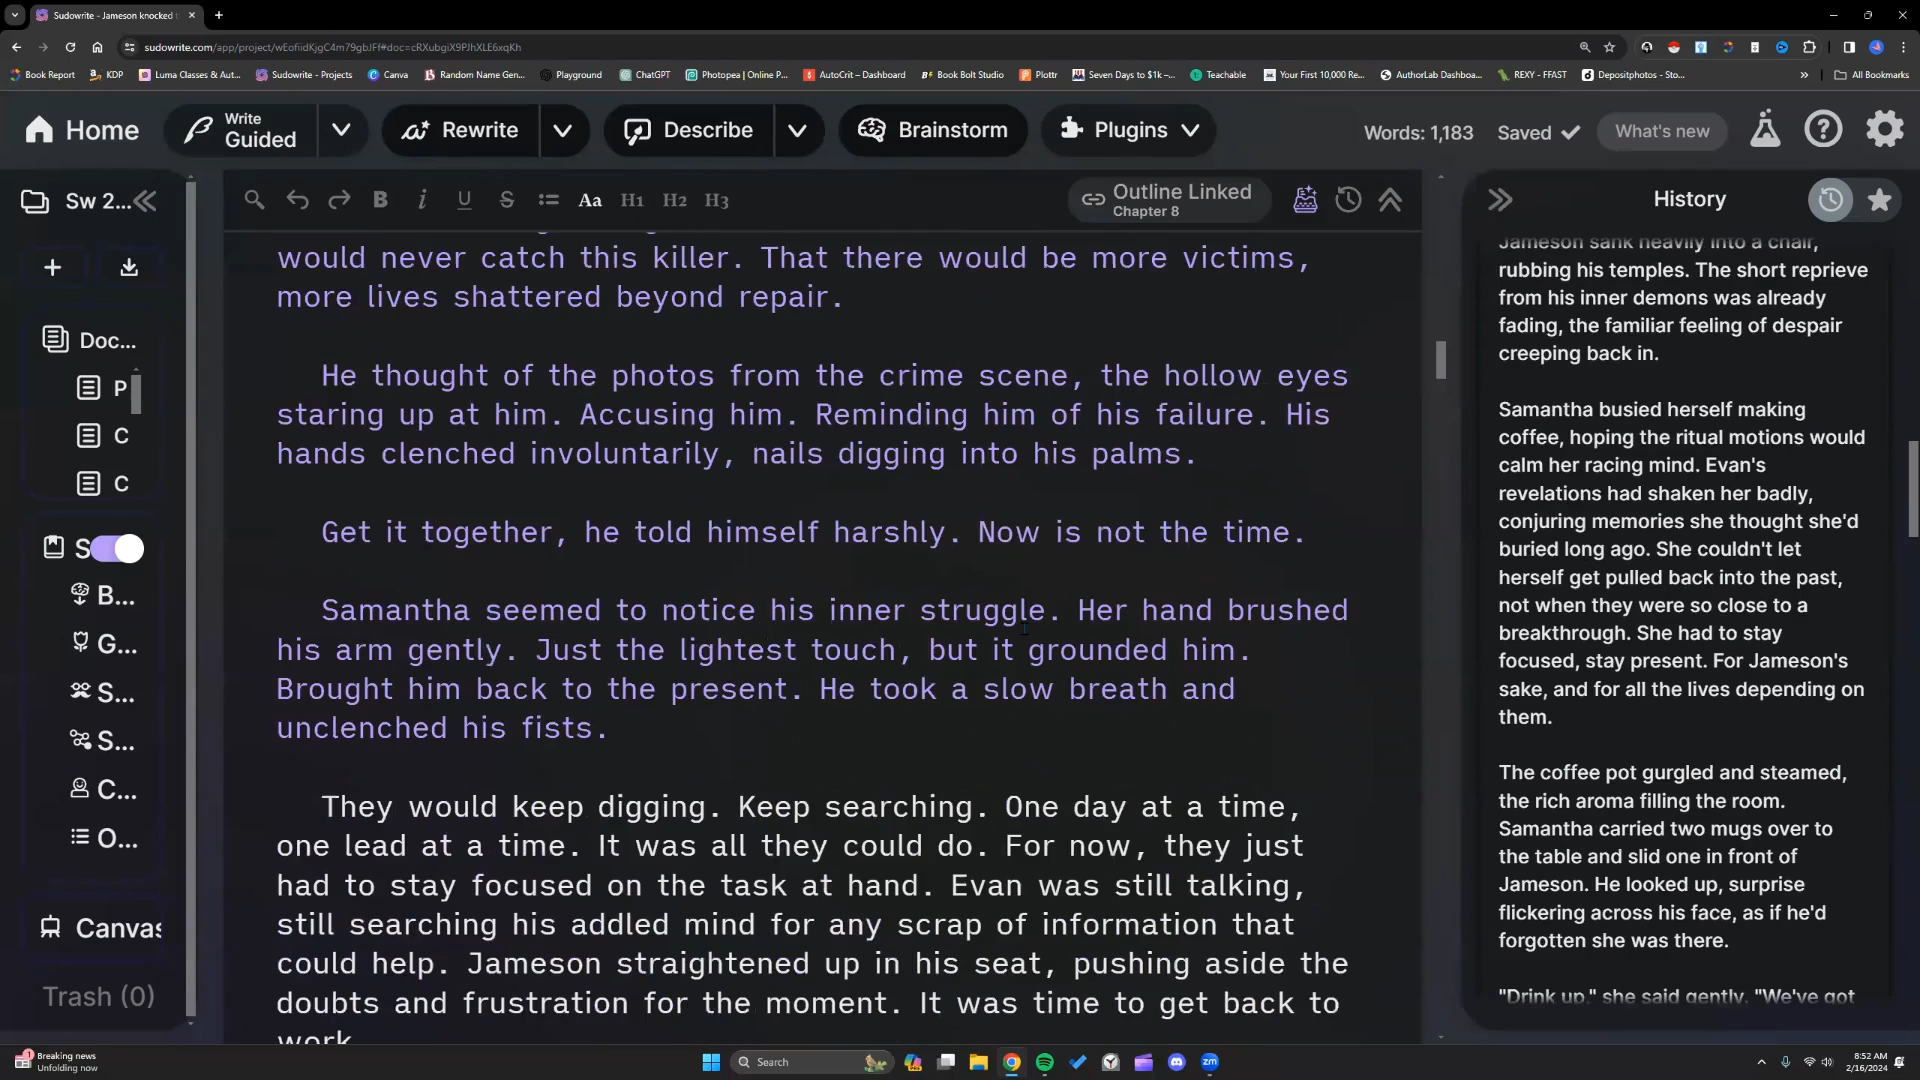 Sudowrite - Jameson knocked t
sudowrite.com/app/project/wEofiidKjgC4m79gbJFf#doc=cRXubgiX9PJhXLE6xqKh
Book Report
KDP
Luma Classes & Aut...
Sudowrite - Projects
Canva
Random Name Gen...
Playground
ChatGPT
Photopea | Online P...
AutoCrit – Dashboard
Book Bolt Studio
Plottr
Seven Days to $1k –...
Teachable
Your First 10,000 Re...
AuthorLab Dashboa...
REXY - FFAST
Depositphotos - Sto...
All Bookmarks
Home
Write
Guided
Rewrite
Describe
Brainstorm
Plugins
Words: 1,183
Saved
What's new
Sw 2...
B
i
U
S
Aa
H1
H2
H3
Outline Linked
Chapter 8
History
Doc...
P
C
C
S
B...
G...
S...
S...
C...
O...
Canvas
Trash (0)
would never catch this killer. That there would be more victims,
more lives shattered beyond repair.
He thought of the photos from the crime scene, the hollow eyes
staring up at him. Accusing him. Reminding him of his failure. His
hands clenched involuntarily, nails digging into his palms.
Get it together, he told himself harshly. Now is not the time.
Samantha seemed to notice his inner struggle. Her hand brushed
his arm gently. Just the lightest touch, but it grounded him.
Brought him back to the present. He took a slow breath and
unclenched his fists.
They would keep digging. Keep searching. One day at a time,
one lead at a time. It was all they could do. For now, they just
had to stay focused on the task at hand. Evan was still talking,
still searching his addled mind for any scrap of information that
could help. Jameson straightened up in his seat, pushing aside the
doubts and frustration for the moment. It was time to get back to
work
Jameson sank heavily into a chair,
rubbing his temples. The short reprieve
from his inner demons was already
fading, the familiar feeling of despair
creeping back in.
Samantha busied herself making
coffee, hoping the ritual motions would
calm her racing mind. Evan's
revelations had shaken her badly,
conjuring memories she thought she'd
buried long ago. She couldn't let
herself get pulled back into the past,
not when they were so close to a
breakthrough. She had to stay
focused, stay present. For Jameson's
sake, and for all the lives depending on
them.
The coffee pot gurgled and steamed,
the rich aroma filling the room.
Samantha carried two mugs over to
the table and slid one in front of
Jameson. He looked up, surprise
flickering across his face, as if he'd
forgotten she was there.
"Drink up," she said gently. "We've got
Breaking news
Unfolding now
Search
8:52 AM
2/16/2024